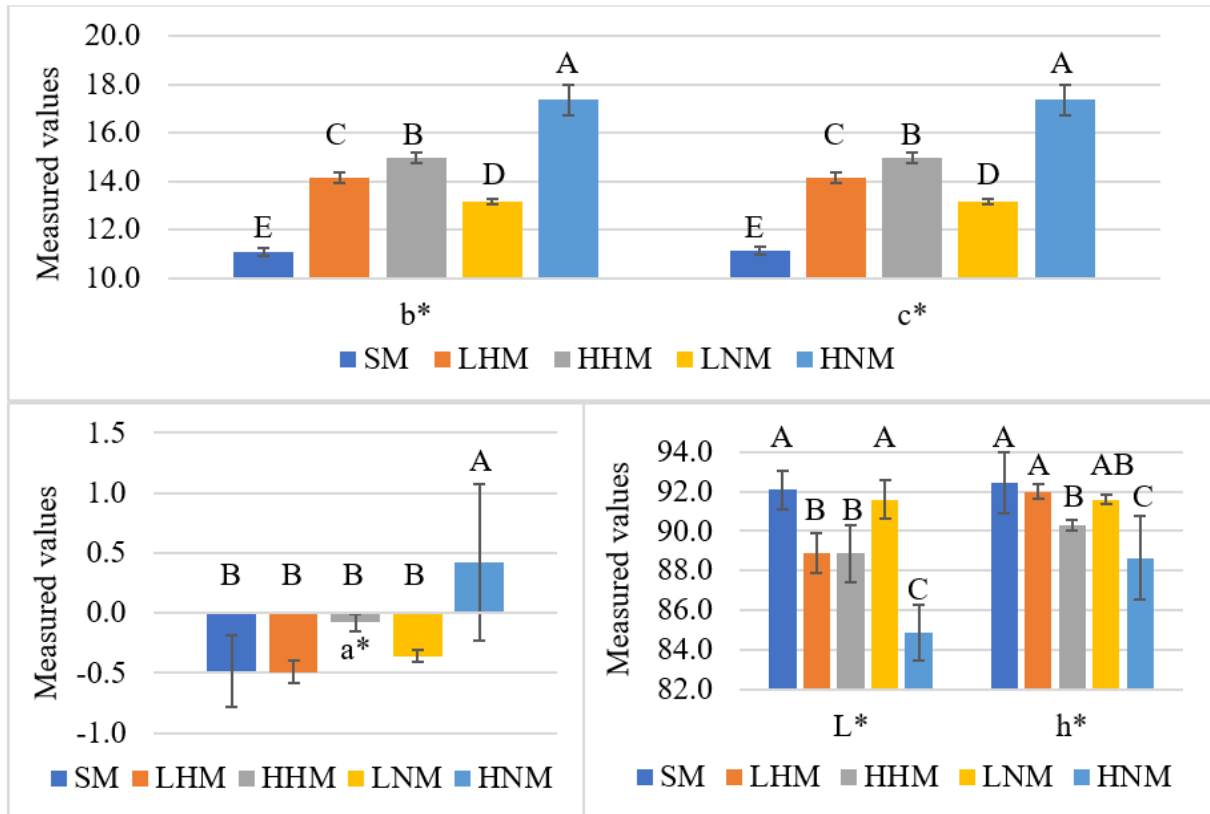 Measured values
20.0
18.0
16.0
14.0
12.0
10.0
E C B D A
E C B D A
b* c*
SM LHM HHM LNM HNM
Measured values
1.5
1.0
0.5
0.0
-0.5
-1.0
B B B B A
a*
SM LHM HHM LNM HNM
Measured values
94.0
92.0
90.0
88.0
86.0
84.0
82.0
A B B A C
A A B AB C
L* h*
SM LHM HHM LNM HNM